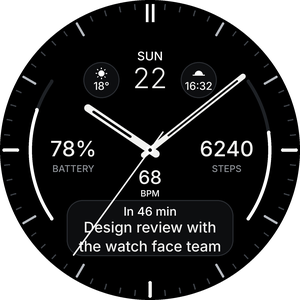 SUN
22
18°
16:32
78%
BATTERY
6240
STEPS
68
BPM
In 46 min
Design review with
the watch face team